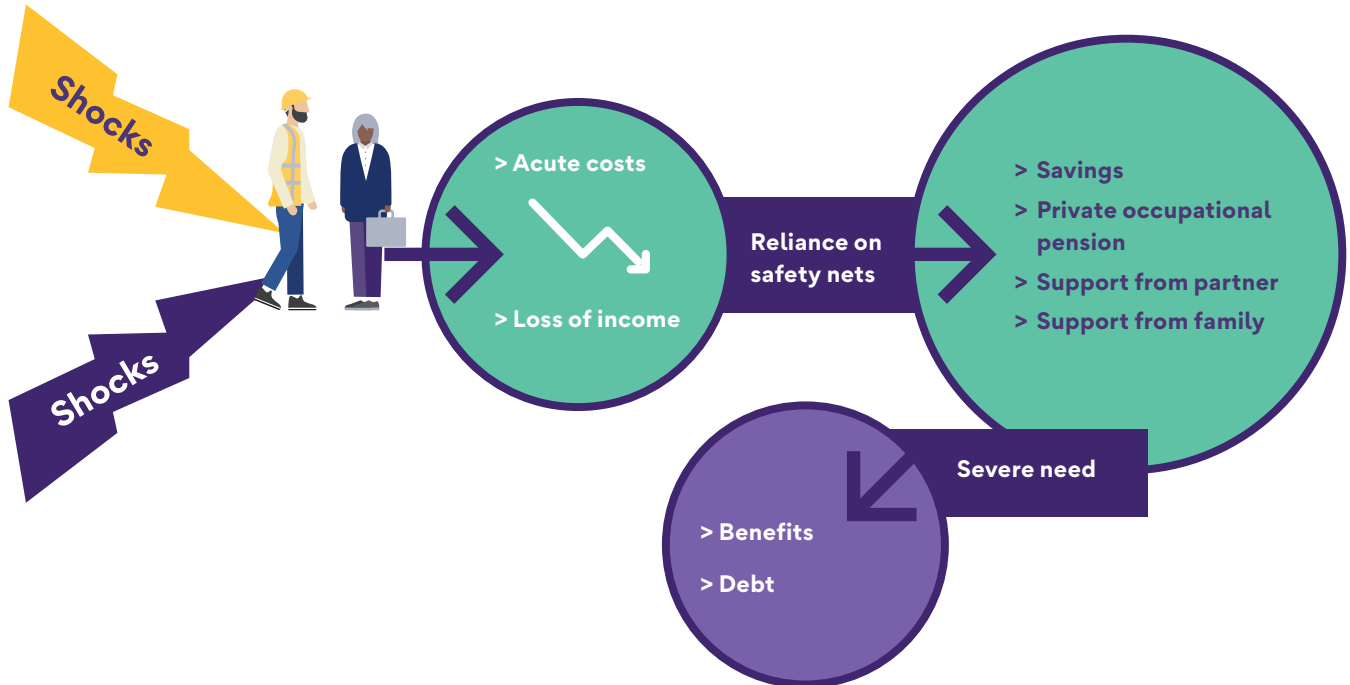 Shocks
Shocks
> Acute costs
> Loss of income
Reliance on
safety nets
> Savings
> Private occupational
pension
> Support from partner
> Support from family
Severe need
> Benefits
> Debt